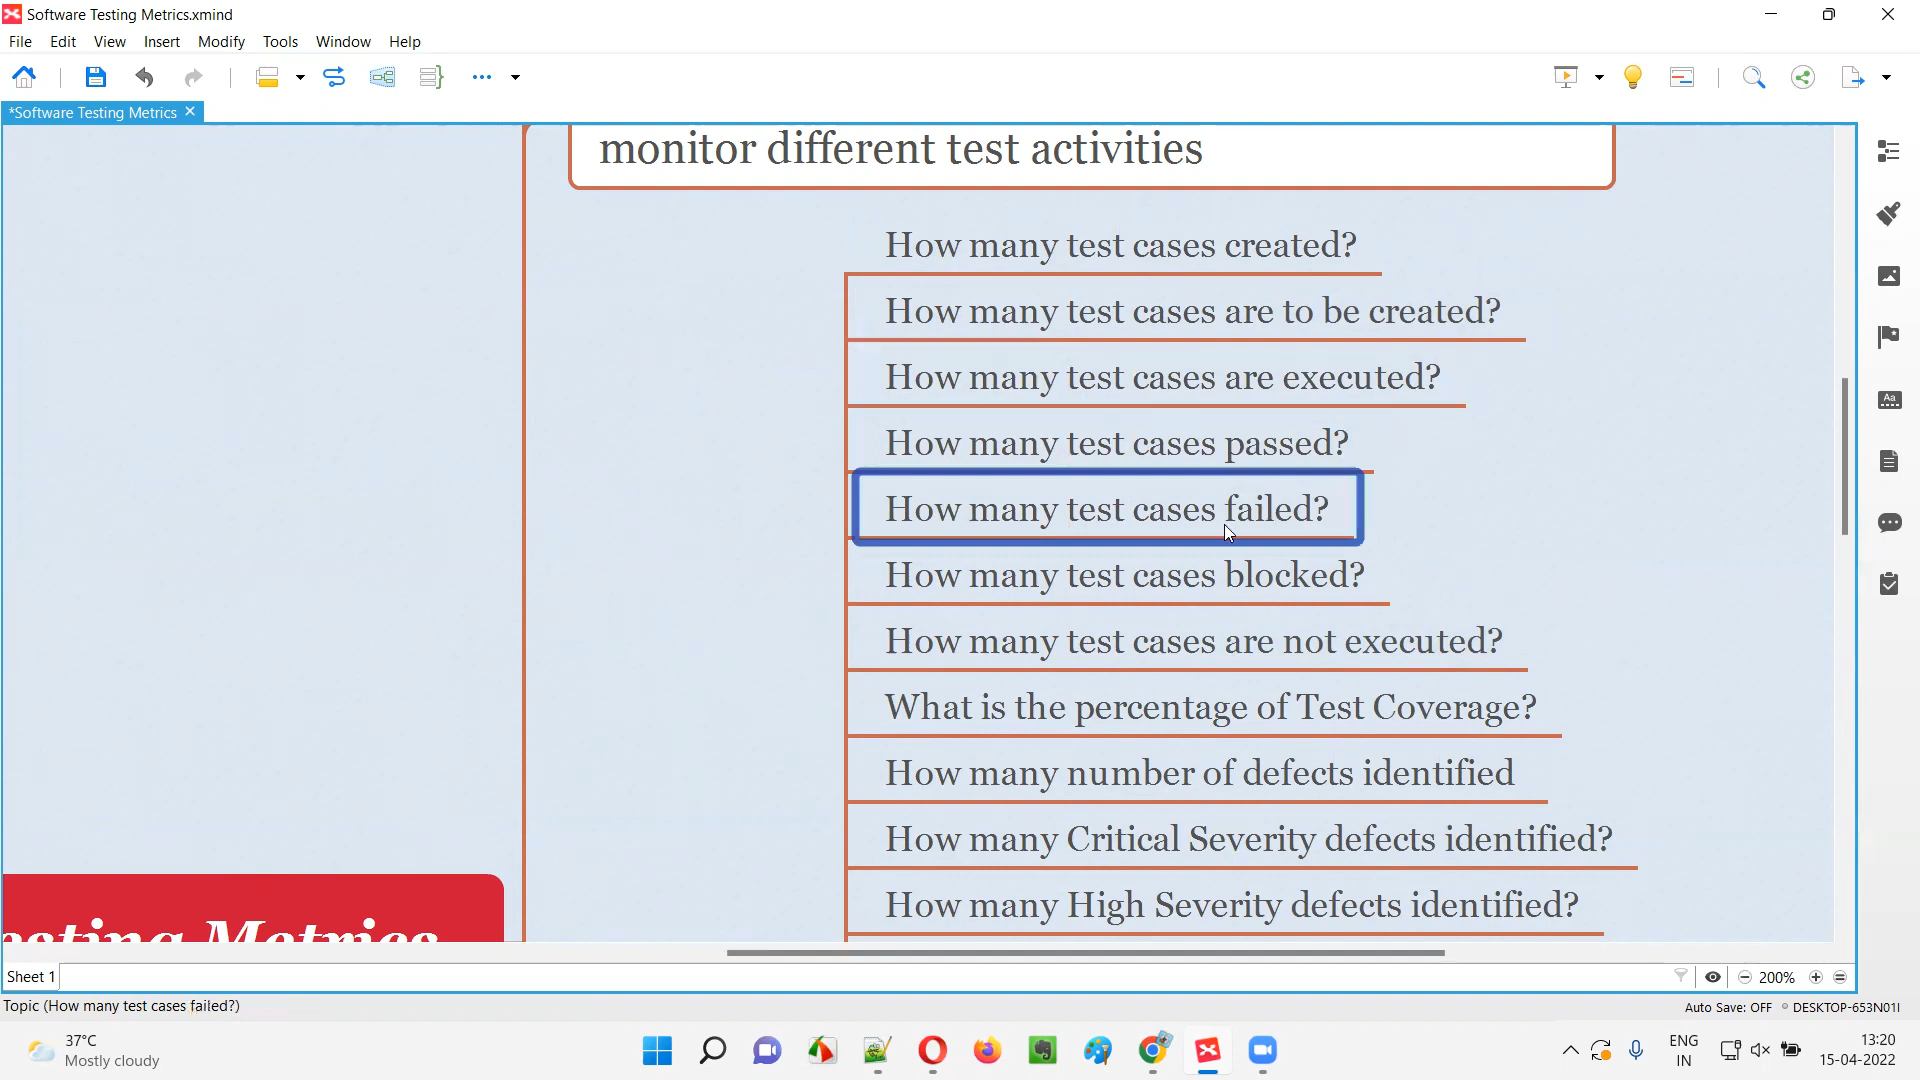 Software Testing Metrics.xmind
File Edit View Insert Modify Tools Window Help
*Software Testing Metrics
monitor different test activities
How many test cases created?
How many test cases are to be created?
How many test cases are executed?
How many test cases passed?
How many test cases failed?
How many test cases blocked?
How many test cases are not executed?
What is the percentage of Test Coverage?
How many number of defects identified
How many Critical Severity defects identified?
How many High Severity defects identified?
esting Metrics
Aa
Sheet 1
200%
Topic (How many test cases failed?)
Auto Save: OFF
DESKTOP-653N01I
37°C
Mostly cloudy
ENG
IN
13:20
15-04-2022